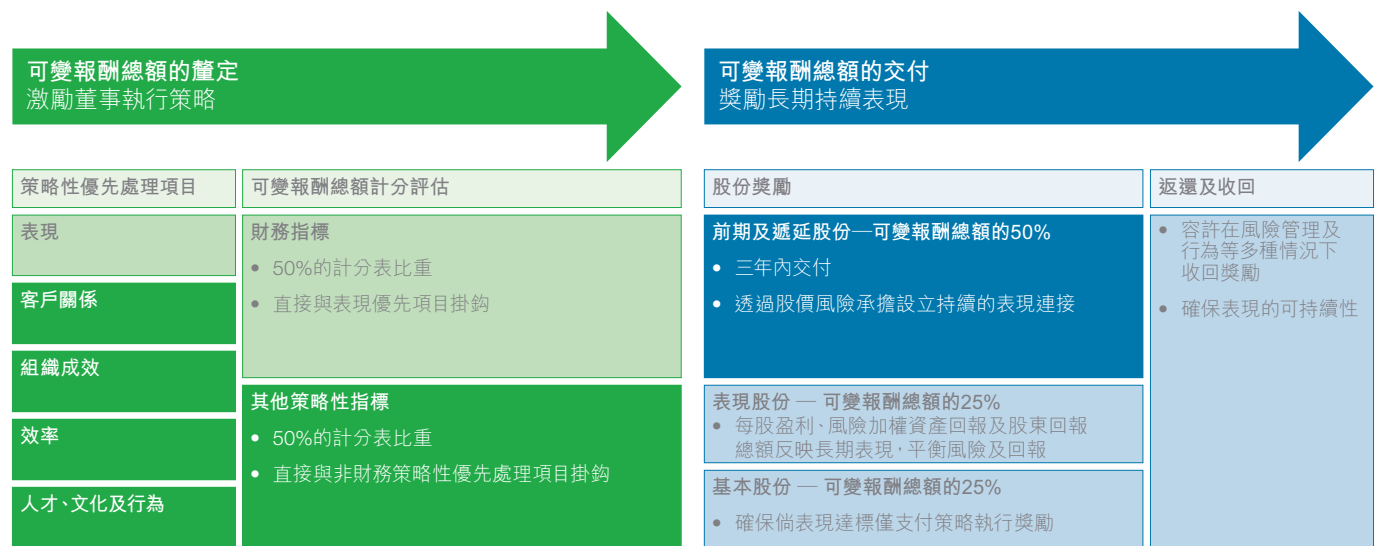 可變報酬總額的釐定
激勵董事執行策略
可變報酬總額的交付
獎勵長期持續表現
策略性優先處理項目
可變報酬總額計分評估
表現
客戶關係
組織成效
效率
人才、文化及行為
財務指標
• 50%的計分表比重
• 直接與表現優先項目掛鈎
其他策略性指標
• 50%的計分表比重
• 直接與非財務策略性優先處理項目掛鈎
股份獎勵
前期及遞延股份—可變報酬總額的50%
• 三年內交付
• 透過股價風險承擔設立持續的表現連接
表現股份 — 可變報酬總額的25%
• 每股盈利、風險加權資產回報及股東回報
總額反映長期表現，平衡風險及回報
基本股份 — 可變報酬總額的25%
• 確保倘表現達標僅支付策略執行獎勵
返還及收回
• 容許在風險管理及
行為等多種情況下
收回獎勵
• 確保表現的可持續性